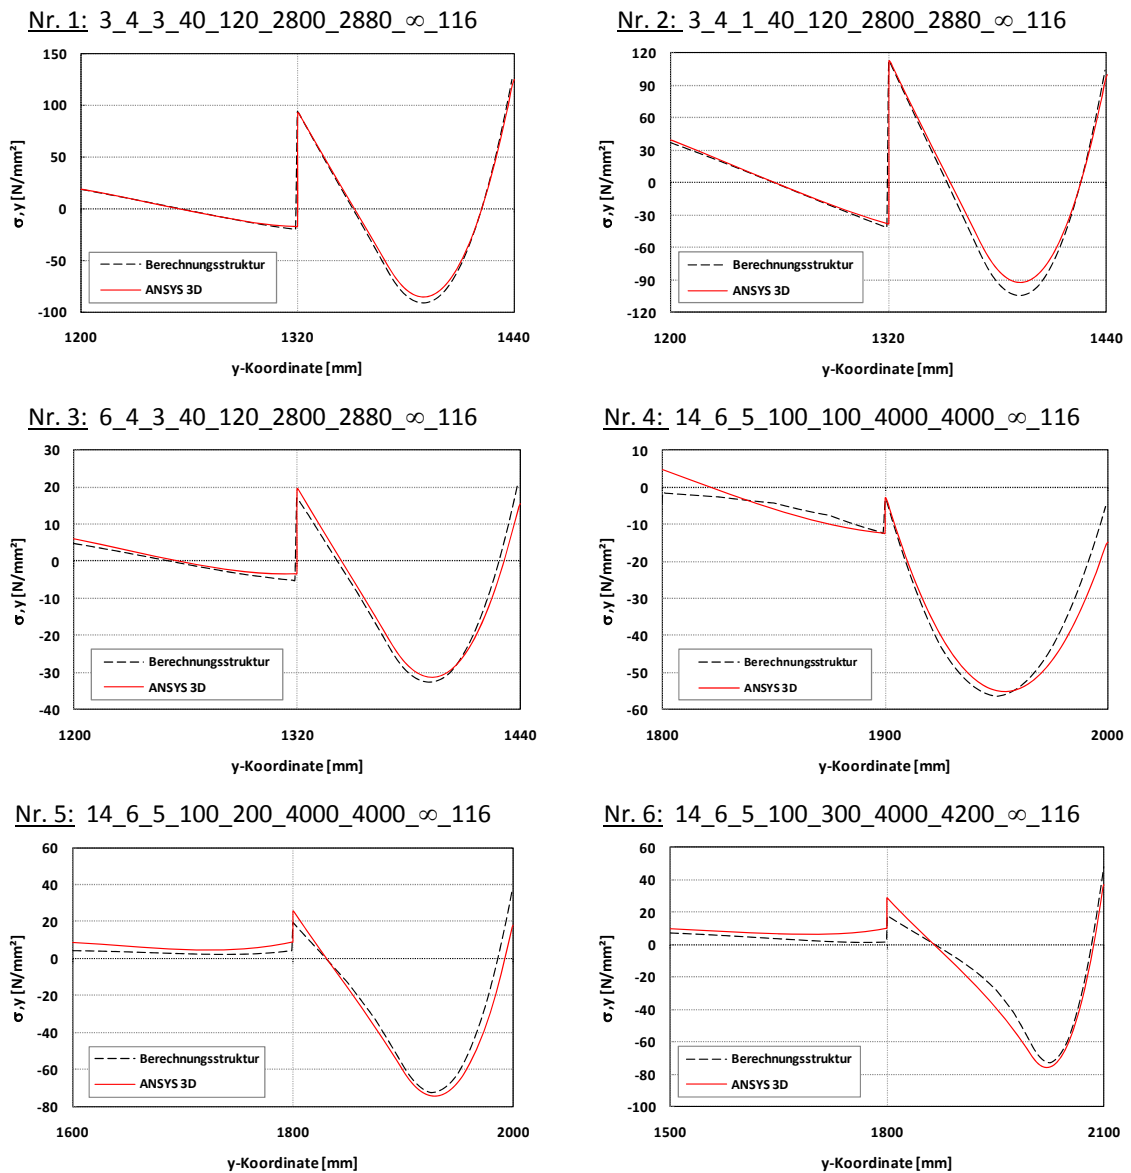 Nr. 1: 3_4_3_40_120_2800_2880_∞_116
150
100
50
0
-50
-100
σ,y [N/mm²]
Berechnungsstruktur
ANSYS 3D
1200 1320 1440
y-Koordinate [mm]
Nr. 2: 3_4_1_40_120_2800_2880_∞_116
120
90
60
30
0
-30
-60
-90
-120
σ,y [N/mm²]
Berechnungsstruktur
ANSYS 3D
1200 1320 1440
y-Koordinate [mm]
Nr. 3: 6_4_3_40_120_2800_2880_∞_116
30
20
10
0
-10
-20
-30
-40
σ,y [N/mm²]
Berechnungsstruktur
ANSYS 3D
1200 1320 1440
y-Koordinate [mm]
Nr. 4: 14_6_5_100_100_4000_4000_∞_116
10
0
-10
-20
-30
-40
-50
-60
σ,y [N/mm²]
Berechnungsstruktur
ANSYS 3D
1800 1900 2000
y-Koordinate [mm]
Nr. 5: 14_6_5_100_200_4000_4000_∞_116
60
40
20
0
-20
-40
-60
-80
σ,y [N/mm²]
Berechnungsstruktur
ANSYS 3D
1600 1800 2000
y-Koordinate [mm]
Nr. 6: 14_6_5_100_300_4000_4200_∞_116
60
40
20
0
-20
-40
-60
-80
-100
σ,y [N/mm²]
Berechnungsstruktur
ANSYS 3D
1500 1800 2100
y-Koordinate [mm]